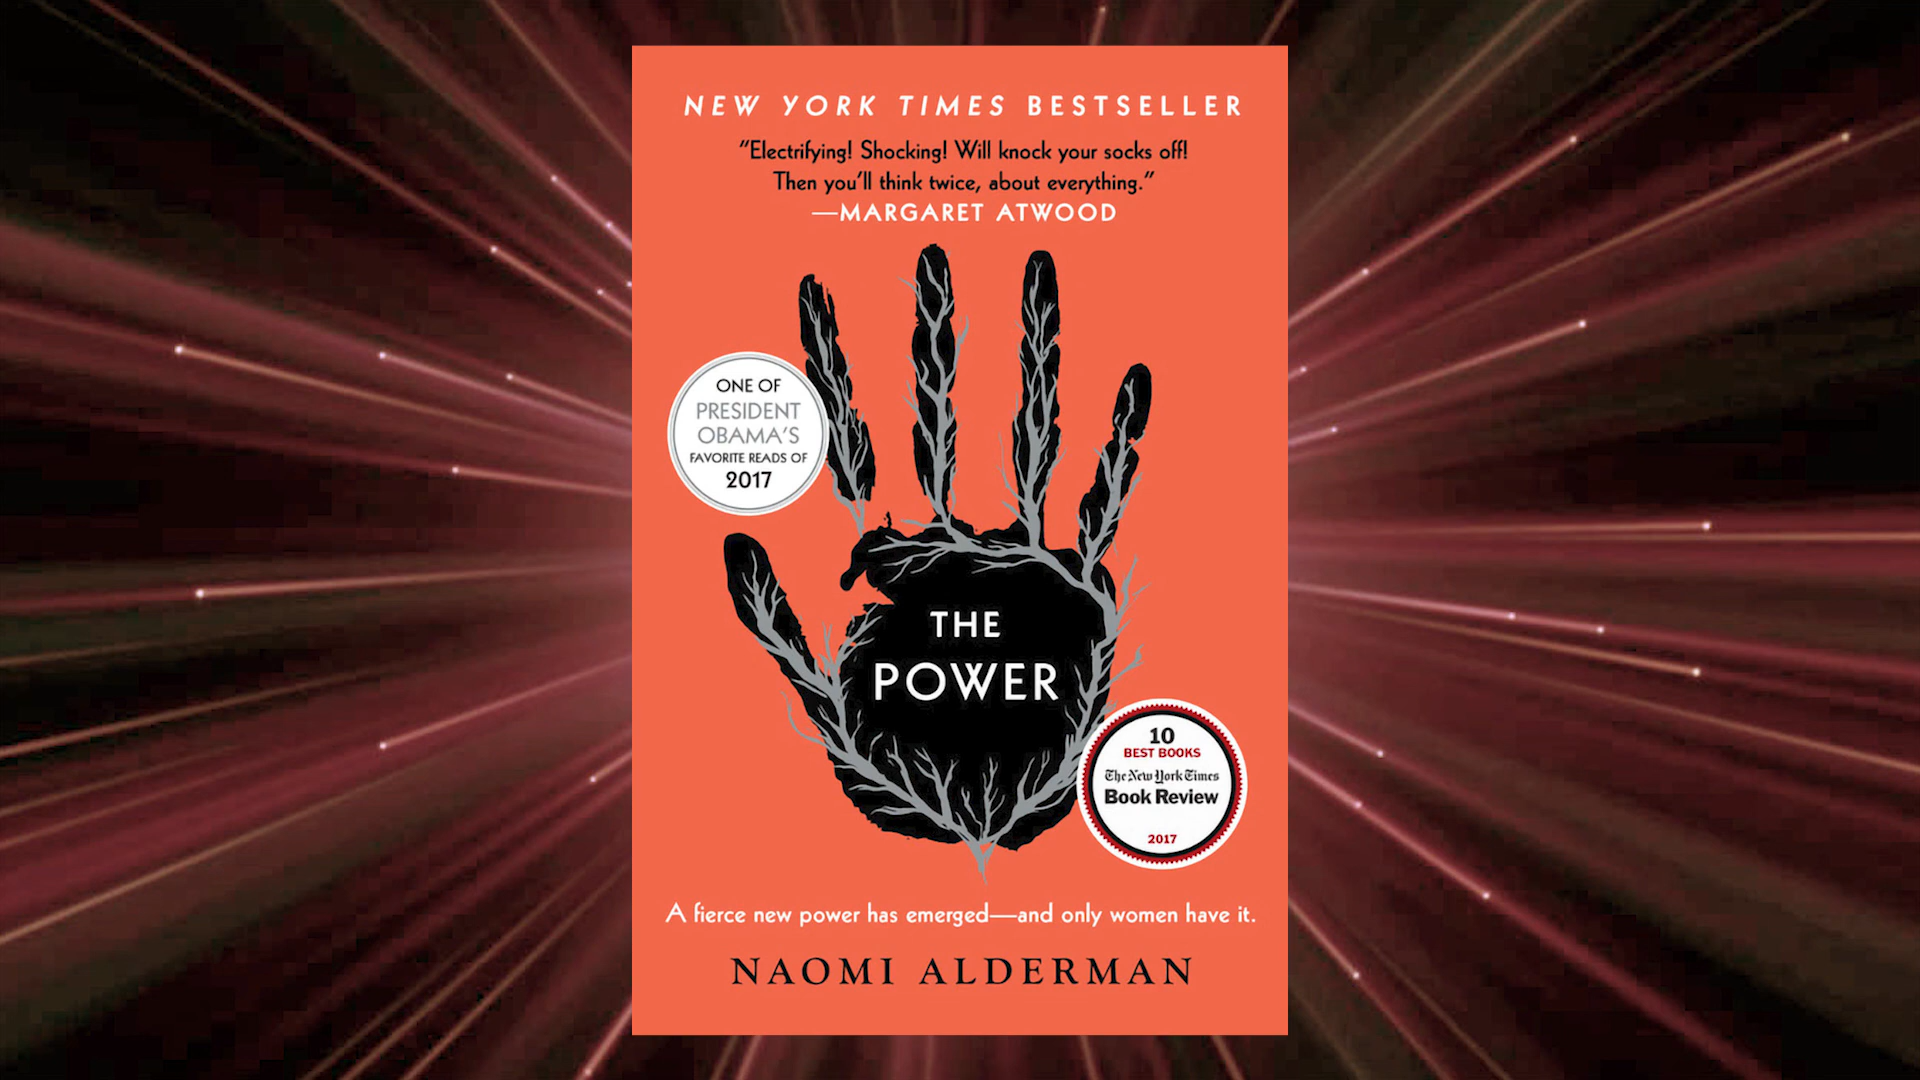 NEW YORK TIMES BESTSELLER
"Electrifying! Shocking! Will knock your socks off!
Then you'll think twice, about everything."
—MARGARET ATWOOD
ONE OF
PRESIDENT
OBAMA'S
FAVORITE READS OF
2017
THE
POWER
10
BEST BOOKS
The New York Times
Book Review
2017
A fierce new power has emerged—and only women have it.
NAOMI ALDERMAN